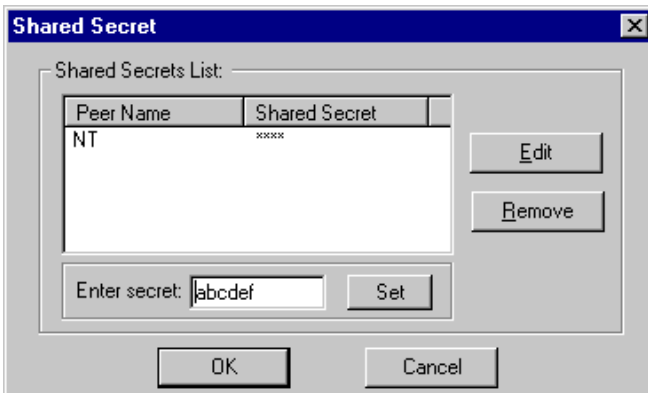 Shared Secret
Shared Secrets List:
Peer Name Shared Secret
NT ****
Edit
Remove
Enter secret: abcdef Set
OK Cancel